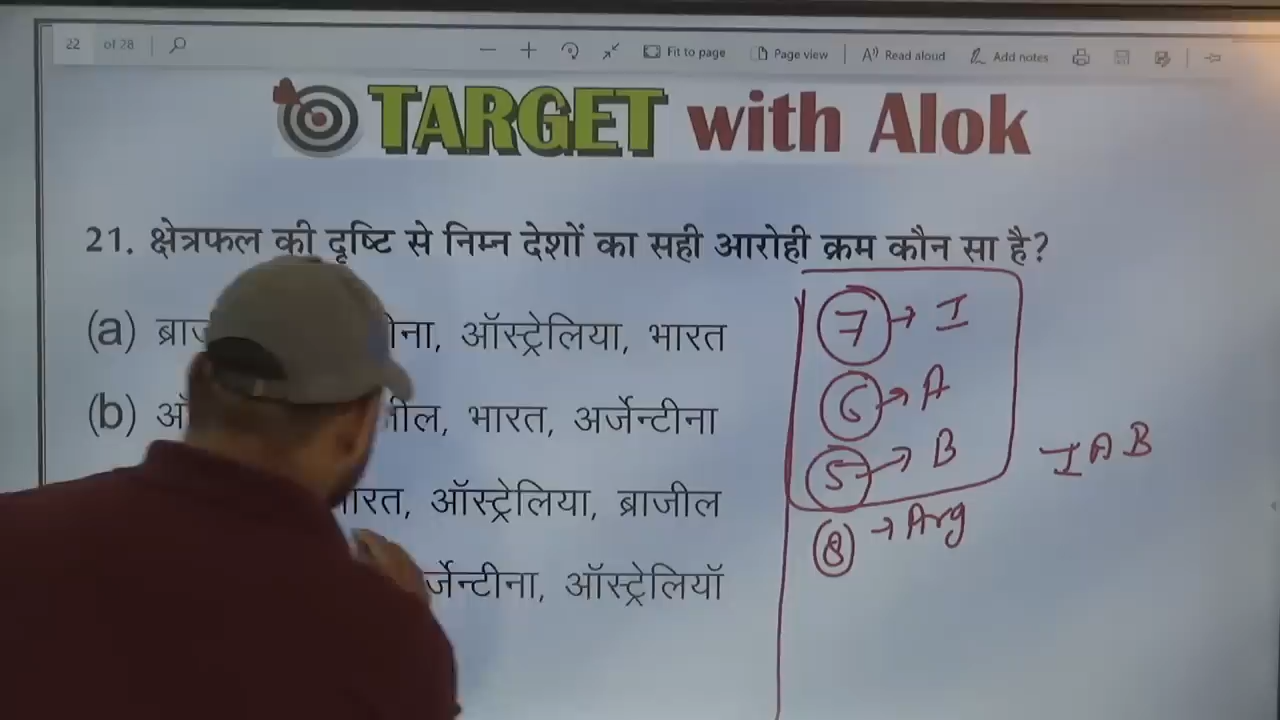 22 of 28 Fit to page Page view Read aloud Add notes
TARGET with Alok
21. क्षेत्रफल की दृष्टि से निम्न देशों का सही आरोही क्रम कौन सा है?
(a) ऑस्ट्रेलिया, भारत
(b) भारत, अर्जेन्टीना
ऑस्ट्रेलिया, ब्राजील
ऑस्ट्रेलियॉ
7 → I
6 → A
5 → B
I A B
8 → Arg